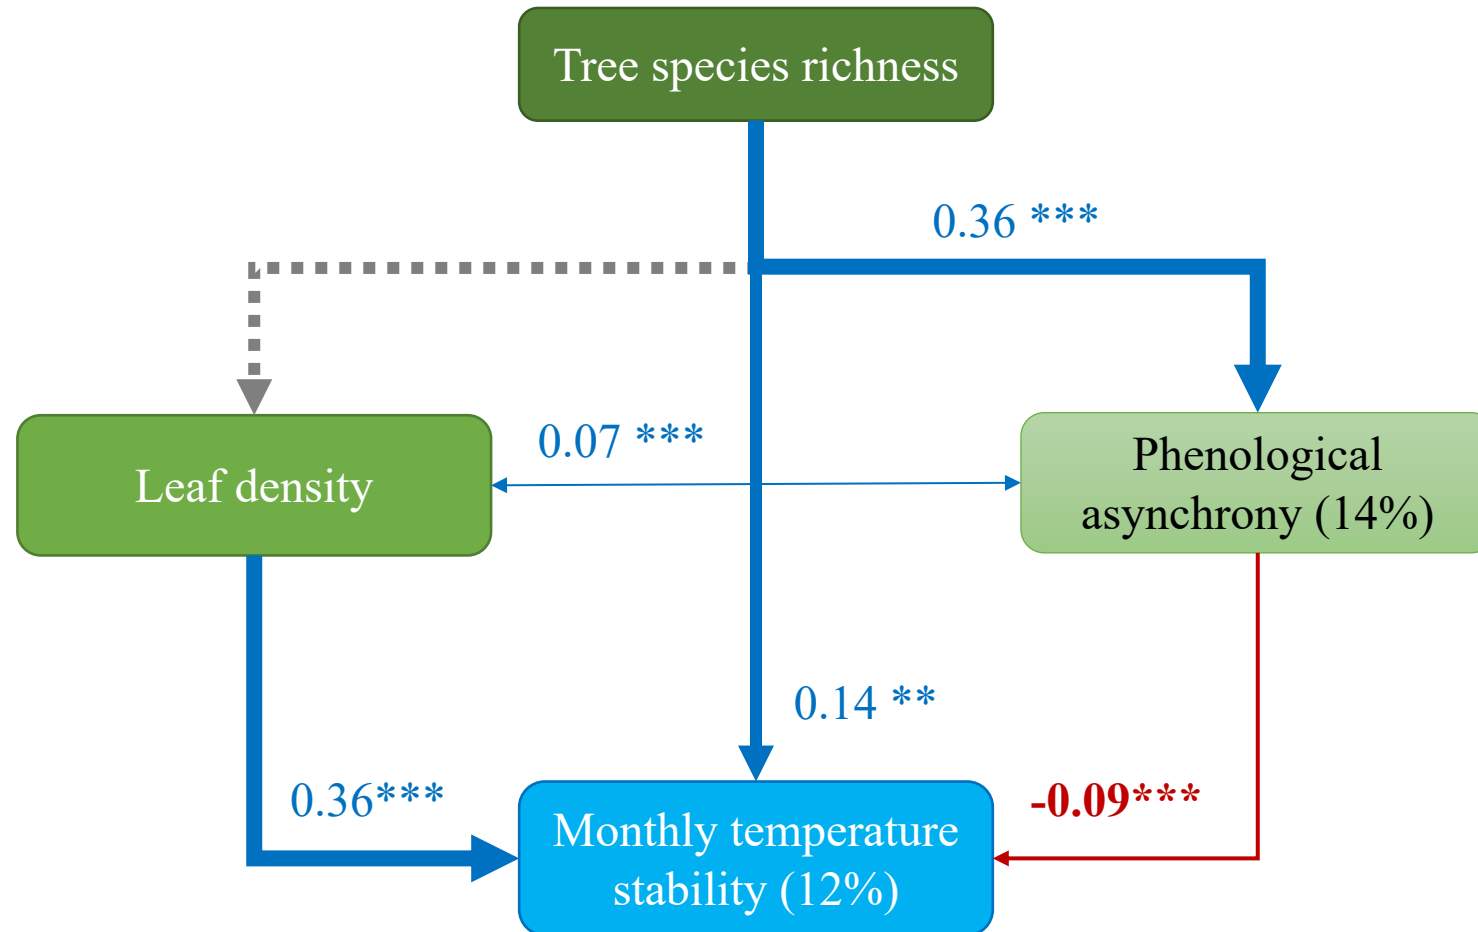 Tree species richness
0.36 ***
0.07 ***
Leaf density
Phenological
asynchrony (14%)
0.14 **
0.36***
-0.09***
Monthly temperature
stability (12%)